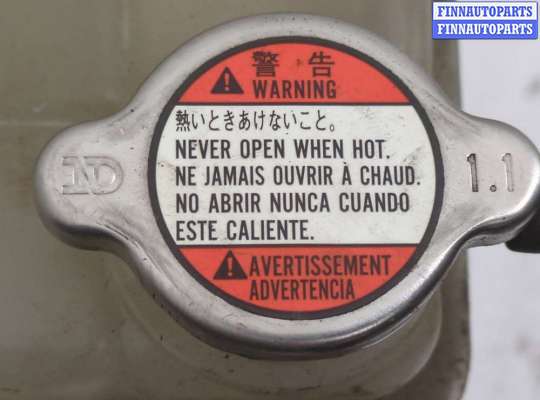 FINNAUTOPARTS
FINNAUTOPARTS
警告
WARNING
熱いときあけないこと。
NEVER OPEN WHEN HOT.
NE JAMAIS OUVRIR À CHAUD.
NO ABRIR NUNCA CUANDO
ESTE CALIENTE.
AVERTISSEMENT
ADVERTENCIA
ND
1.1